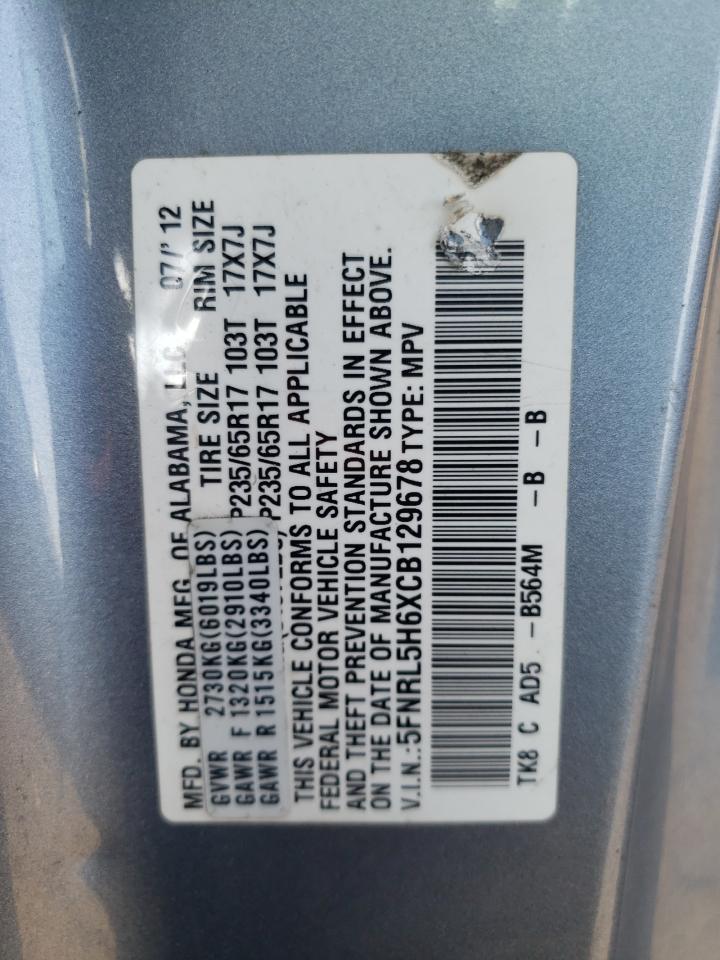 MFD. BY HONDA MFG. OF ALABAMA, LLC 07/'12
TIRE SIZE RIM SIZE
GVWR 2730KG(6019LBS)
GAWR F 1320KG(2910LBS) P235/65R17 103T 17X7J
GAWR R 1515KG(3340LBS) P235/65R17 103T 17X7J
THIS VEHICLE CONFORMS TO ALL APPLICABLE
FEDERAL MOTOR VEHICLE SAFETY
AND THEFT PREVENTION STANDARDS IN EFFECT
ON THE DATE OF MANUFACTURE SHOWN ABOVE.
V.I.N.: 5FNRL5H6XCB129678 TYPE: MPV
TK8 C AD5 -B564M -B -B